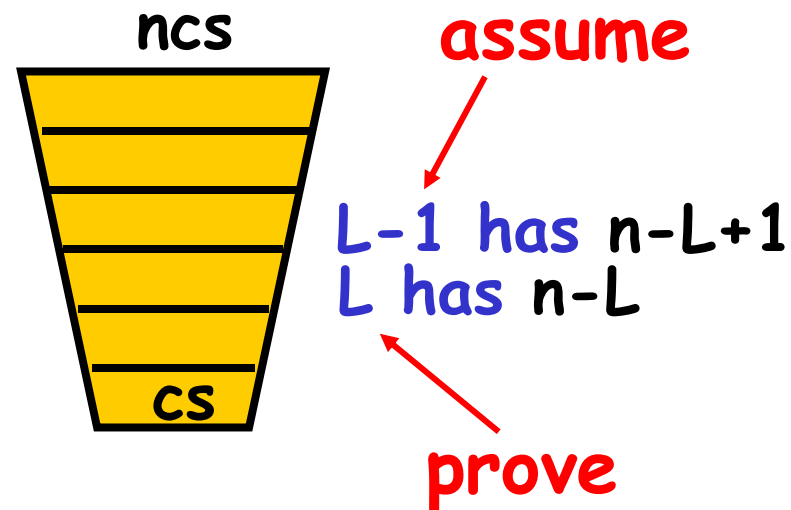 ncs
assume
L-1 has n-L+1
L has n-L
cs
prove